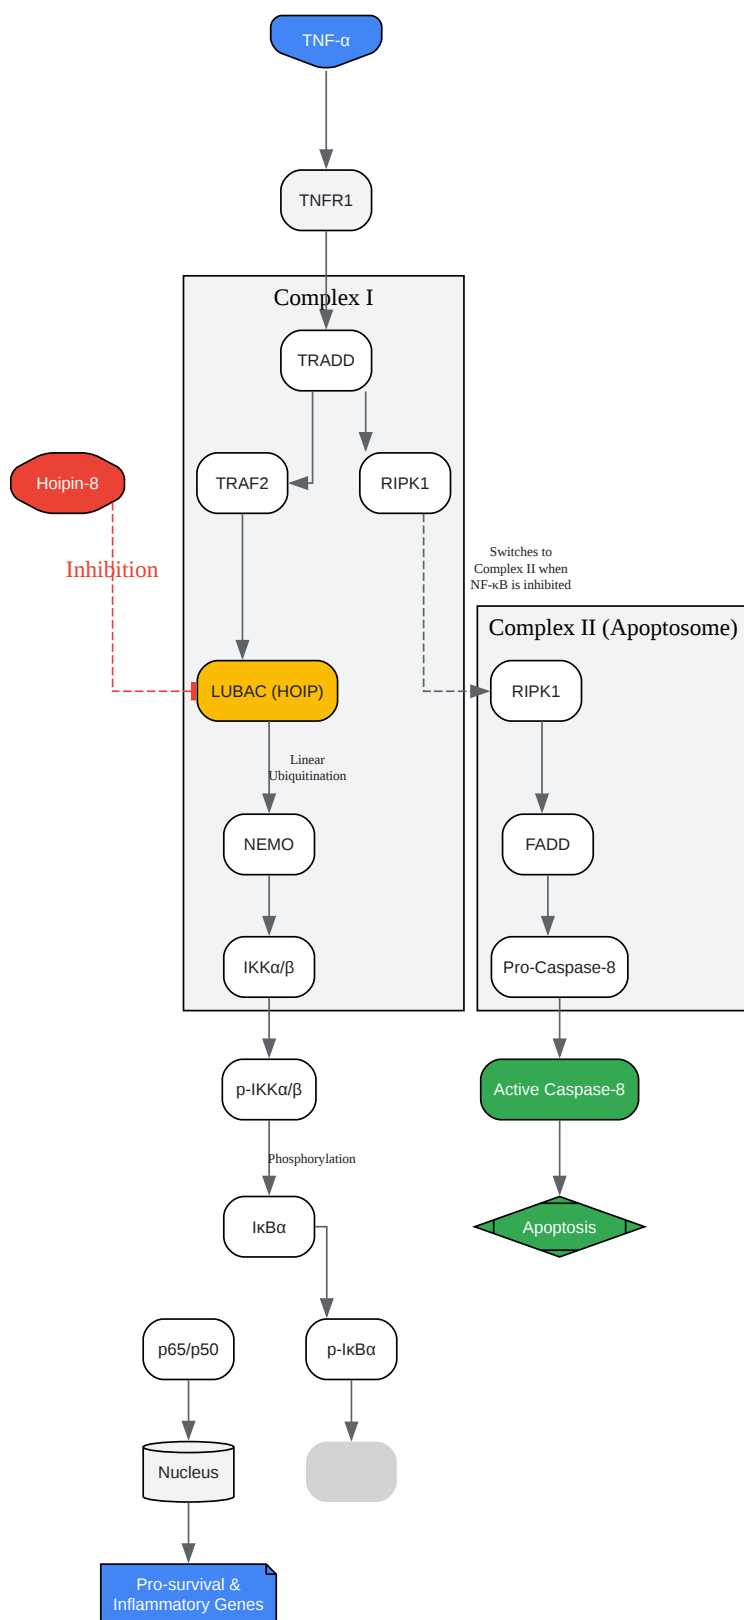 TNF-α
TNFR1
Complex I
TRADD
TRAF2
RIPK1
Hoipin-8
Inhibition
Switches to
Complex II when
NF-κB is inhibited
Complex II (Apoptosome)
LUBAC (HOIP)
RIPK1
Linear
Ubiquitination
NEMO
FADD
IKKα/β
Pro-Caspase-8
p-IKKα/β
Active Caspase-8
Phosphorylation
IκBα
Apoptosis
p65/p50
p-IκBα
Nucleus
Pro-survival &
Inflammatory Genes